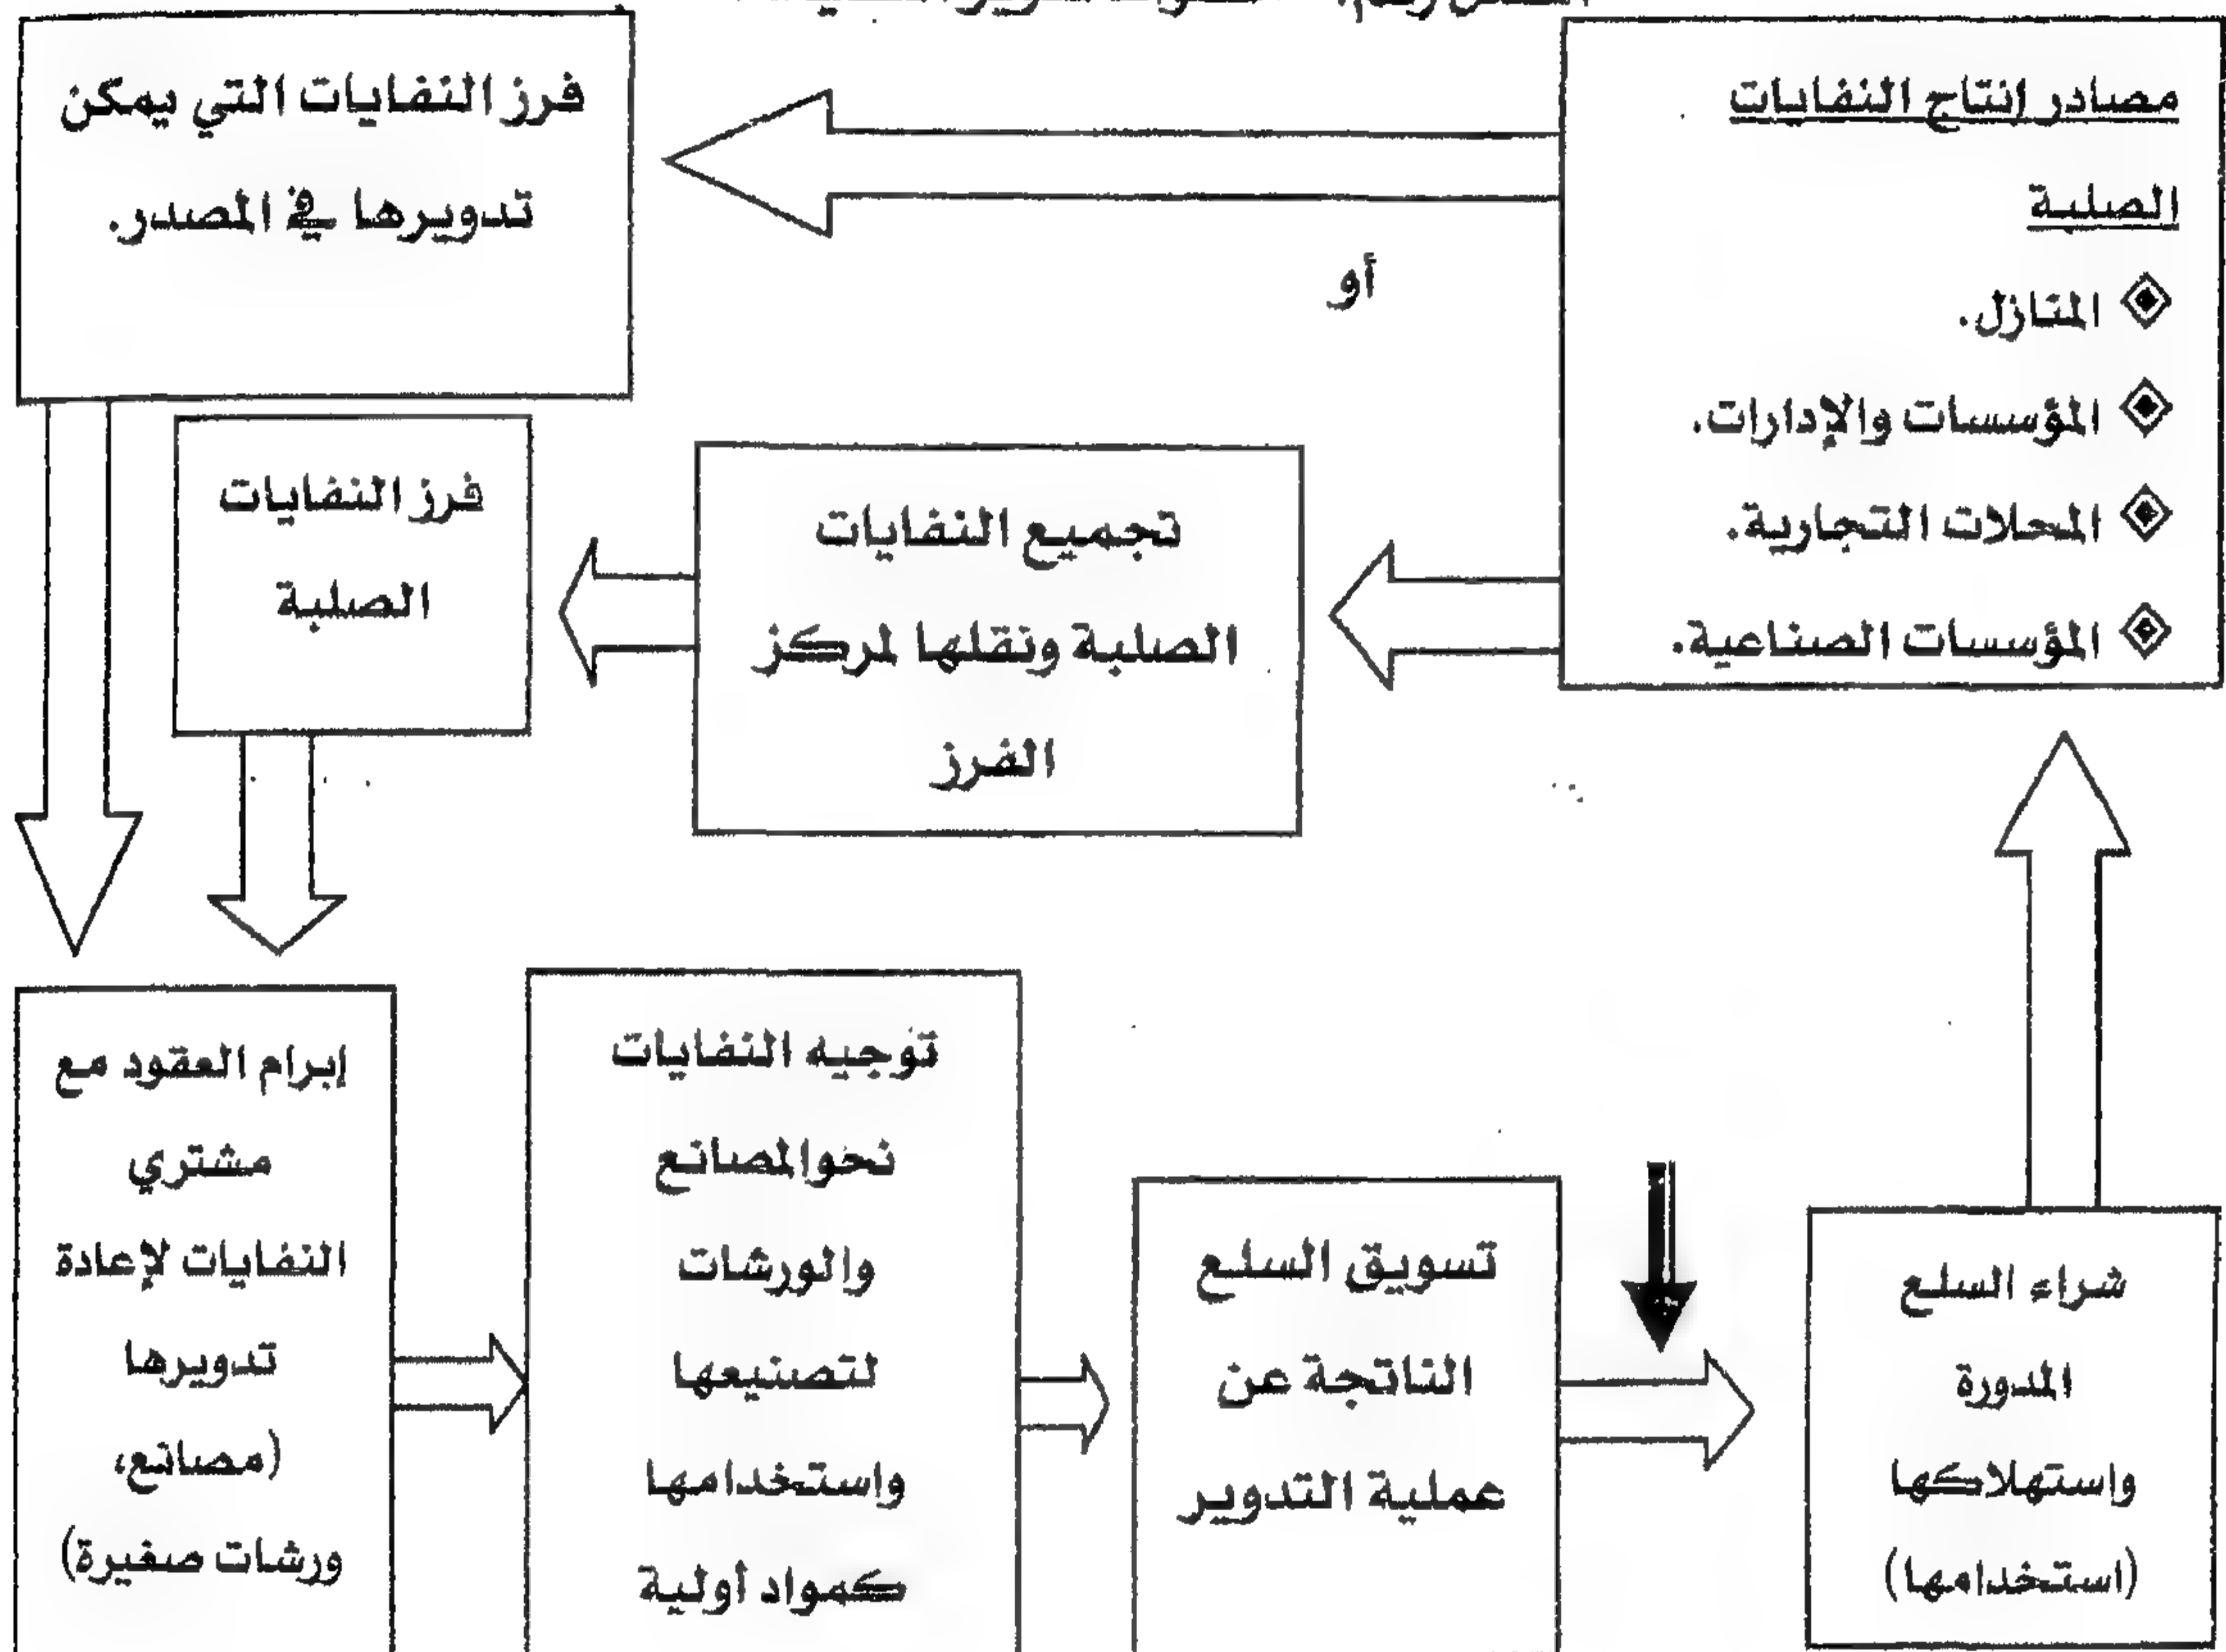 مصادر إنتاج النفايات
الصلبة
المنازل.
المؤسسات والإدارات.
المحلات التجارية.
المؤسسات الصناعية.
فرز النفايات التي يمكن
تدويرها في المصدر.
أو
تجميع النفايات
الصلبة ونقلها لمركز
الفرز
فرز النفايات
الصلبة
إبرام العقود مع
مشتري
النفايات لإعادة
تدويرها
(مصانع،
ورشات صغيرة)
توجيه النفايات
نحو المصانع
والورشات
لتصنيعها
واستخدامها
كمواد أولية
تسويق السلع
الناتجة عن
عملية التدوير
شراء السلع
المدورة
واستهلاكها
(استخدامها)